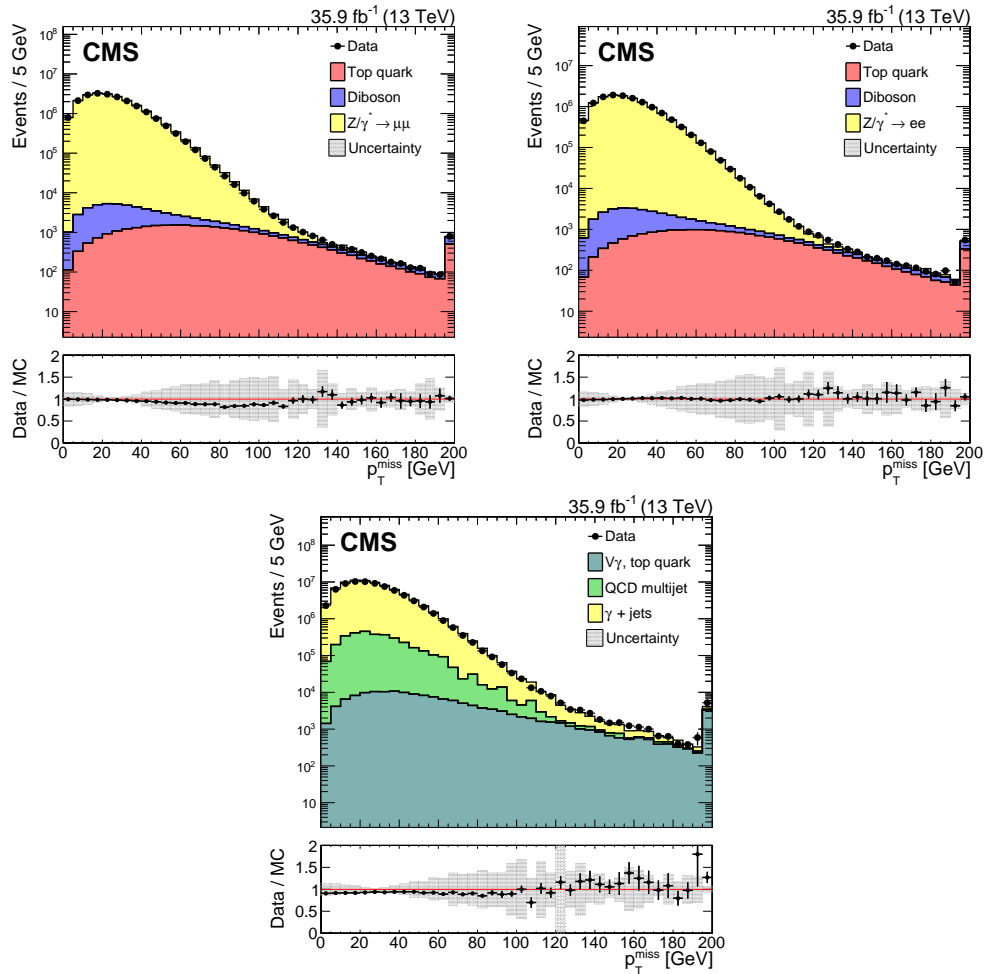 35.9 fb⁻¹ (13 TeV)
CMS
Events / 5 GeV
10⁸
10⁷
10⁶
10⁵
10⁴
10³
10²
10
Data
Top quark
Diboson
Z/γ* → μμ
Uncertainty
Data / MC
2
1.5
1
0.5
0
0 20 40 60 80 100 120 140 160 180 200
p_T^miss [GeV]
35.9 fb⁻¹ (13 TeV)
CMS
Events / 5 GeV
10⁷
10⁶
10⁵
10⁴
10³
10²
10
Data
Top quark
Diboson
Z/γ* → ee
Uncertainty
Data / MC
2
1.5
1
0.5
0
0 20 40 60 80 100 120 140 160 180 200
p_T^miss [GeV]
35.9 fb⁻¹ (13 TeV)
CMS
Events / 5 GeV
10⁸
10⁷
10⁶
10⁵
10⁴
10³
10²
10
Data
Vγ, top quark
QCD multijet
γ + jets
Uncertainty
Data / MC
2
1.5
1
0.5
0
0 20 40 60 80 100 120 140 160 180 200
p_T^miss [GeV]